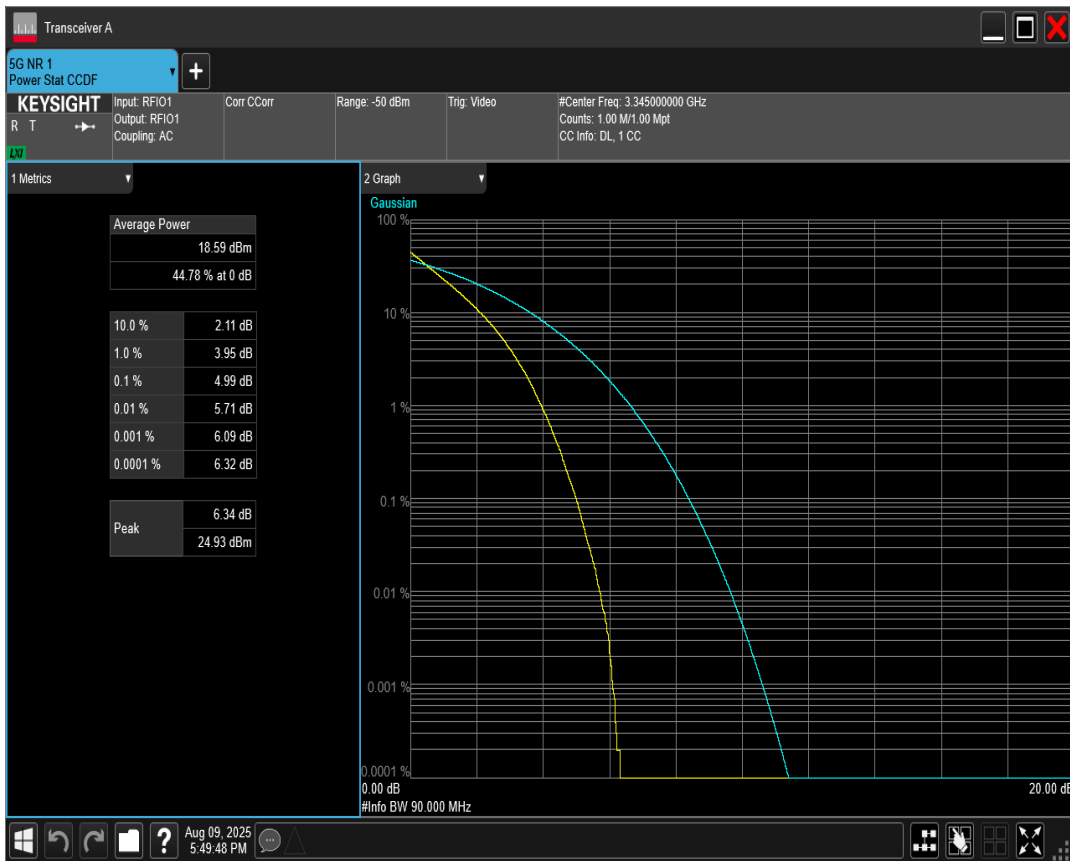 Transceiver A
5G NR 1
Power Stat CCDF
KEYSIGHT
R T
LXI
Input: RFIO1
Output: RFIO1
Coupling: AC
Corr CCorr
Range: -50 dBm
Trig: Video
#Center Freq: 3.345000000 GHz
Counts: 1.00 M/1.00 Mpt
CC Info: DL, 1 CC
1 Metrics
Average Power
18.59 dBm
44.78 % at 0 dB
10.0 % 2.11 dB
1.0 % 3.95 dB
0.1 % 4.99 dB
0.01 % 5.71 dB
0.001 % 6.09 dB
0.0001 % 6.32 dB
Peak 6.34 dB
24.93 dBm
2 Graph
Gaussian
100 %
10 %
1 %
0.1 %
0.01 %
0.001 %
0.0001 %
0.00 dB 20.00 dB
#Info BW 90.000 MHz
Aug 09, 2025
5:49:48 PM